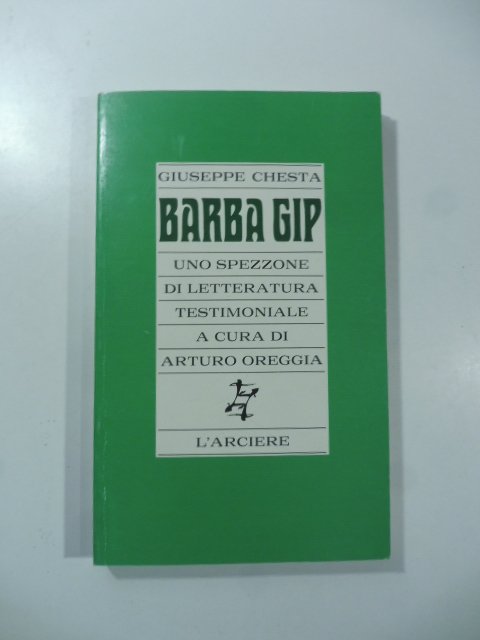 GIUSEPPE CHESTA
BARBA GIP
UNO SPEZZONE
DI LETTERATURA
TESTIMONIALE
A CURA DI
ARTURO OREGGIA
L'ARCIERE